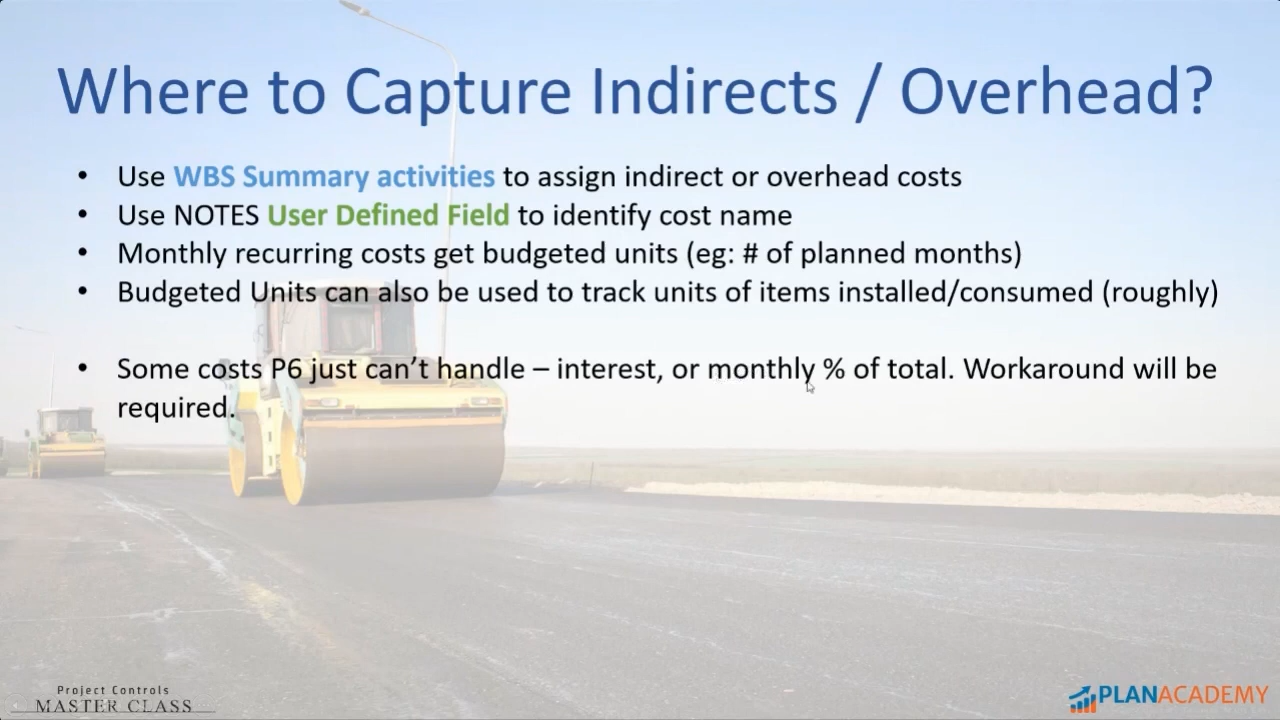 Where to Capture Indirects / Overhead?
• Use WBS Summary activities to assign indirect or overhead costs
• Use NOTES User Defined Field to identify cost name
• Monthly recurring costs get budgeted units (eg: # of planned months)
• Budgeted Units can also be used to track units of items installed/consumed (roughly)
• Some costs P6 just can’t handle – interest, or monthly % of total. Workaround will be
required.
Project Controls
MASTER CLASS
PLANACADEMY